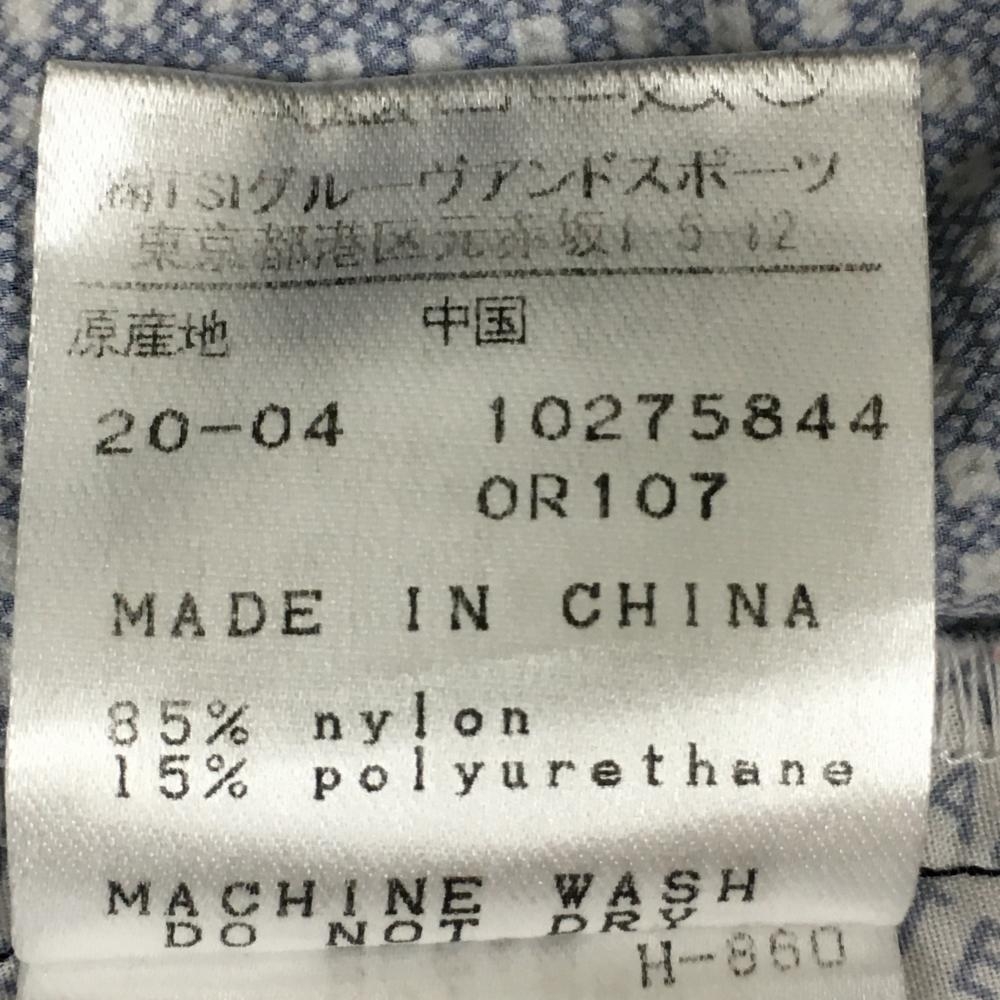 ㈱TSIグルーヴアンドスポーツ
東京都港区元赤坂1-5-12
原産地 中国
20-04 10275844
0R107
MADE IN CHINA
85% nylon
15% polyurethane
MACHINE WASH
DO NOT DRY
H-860